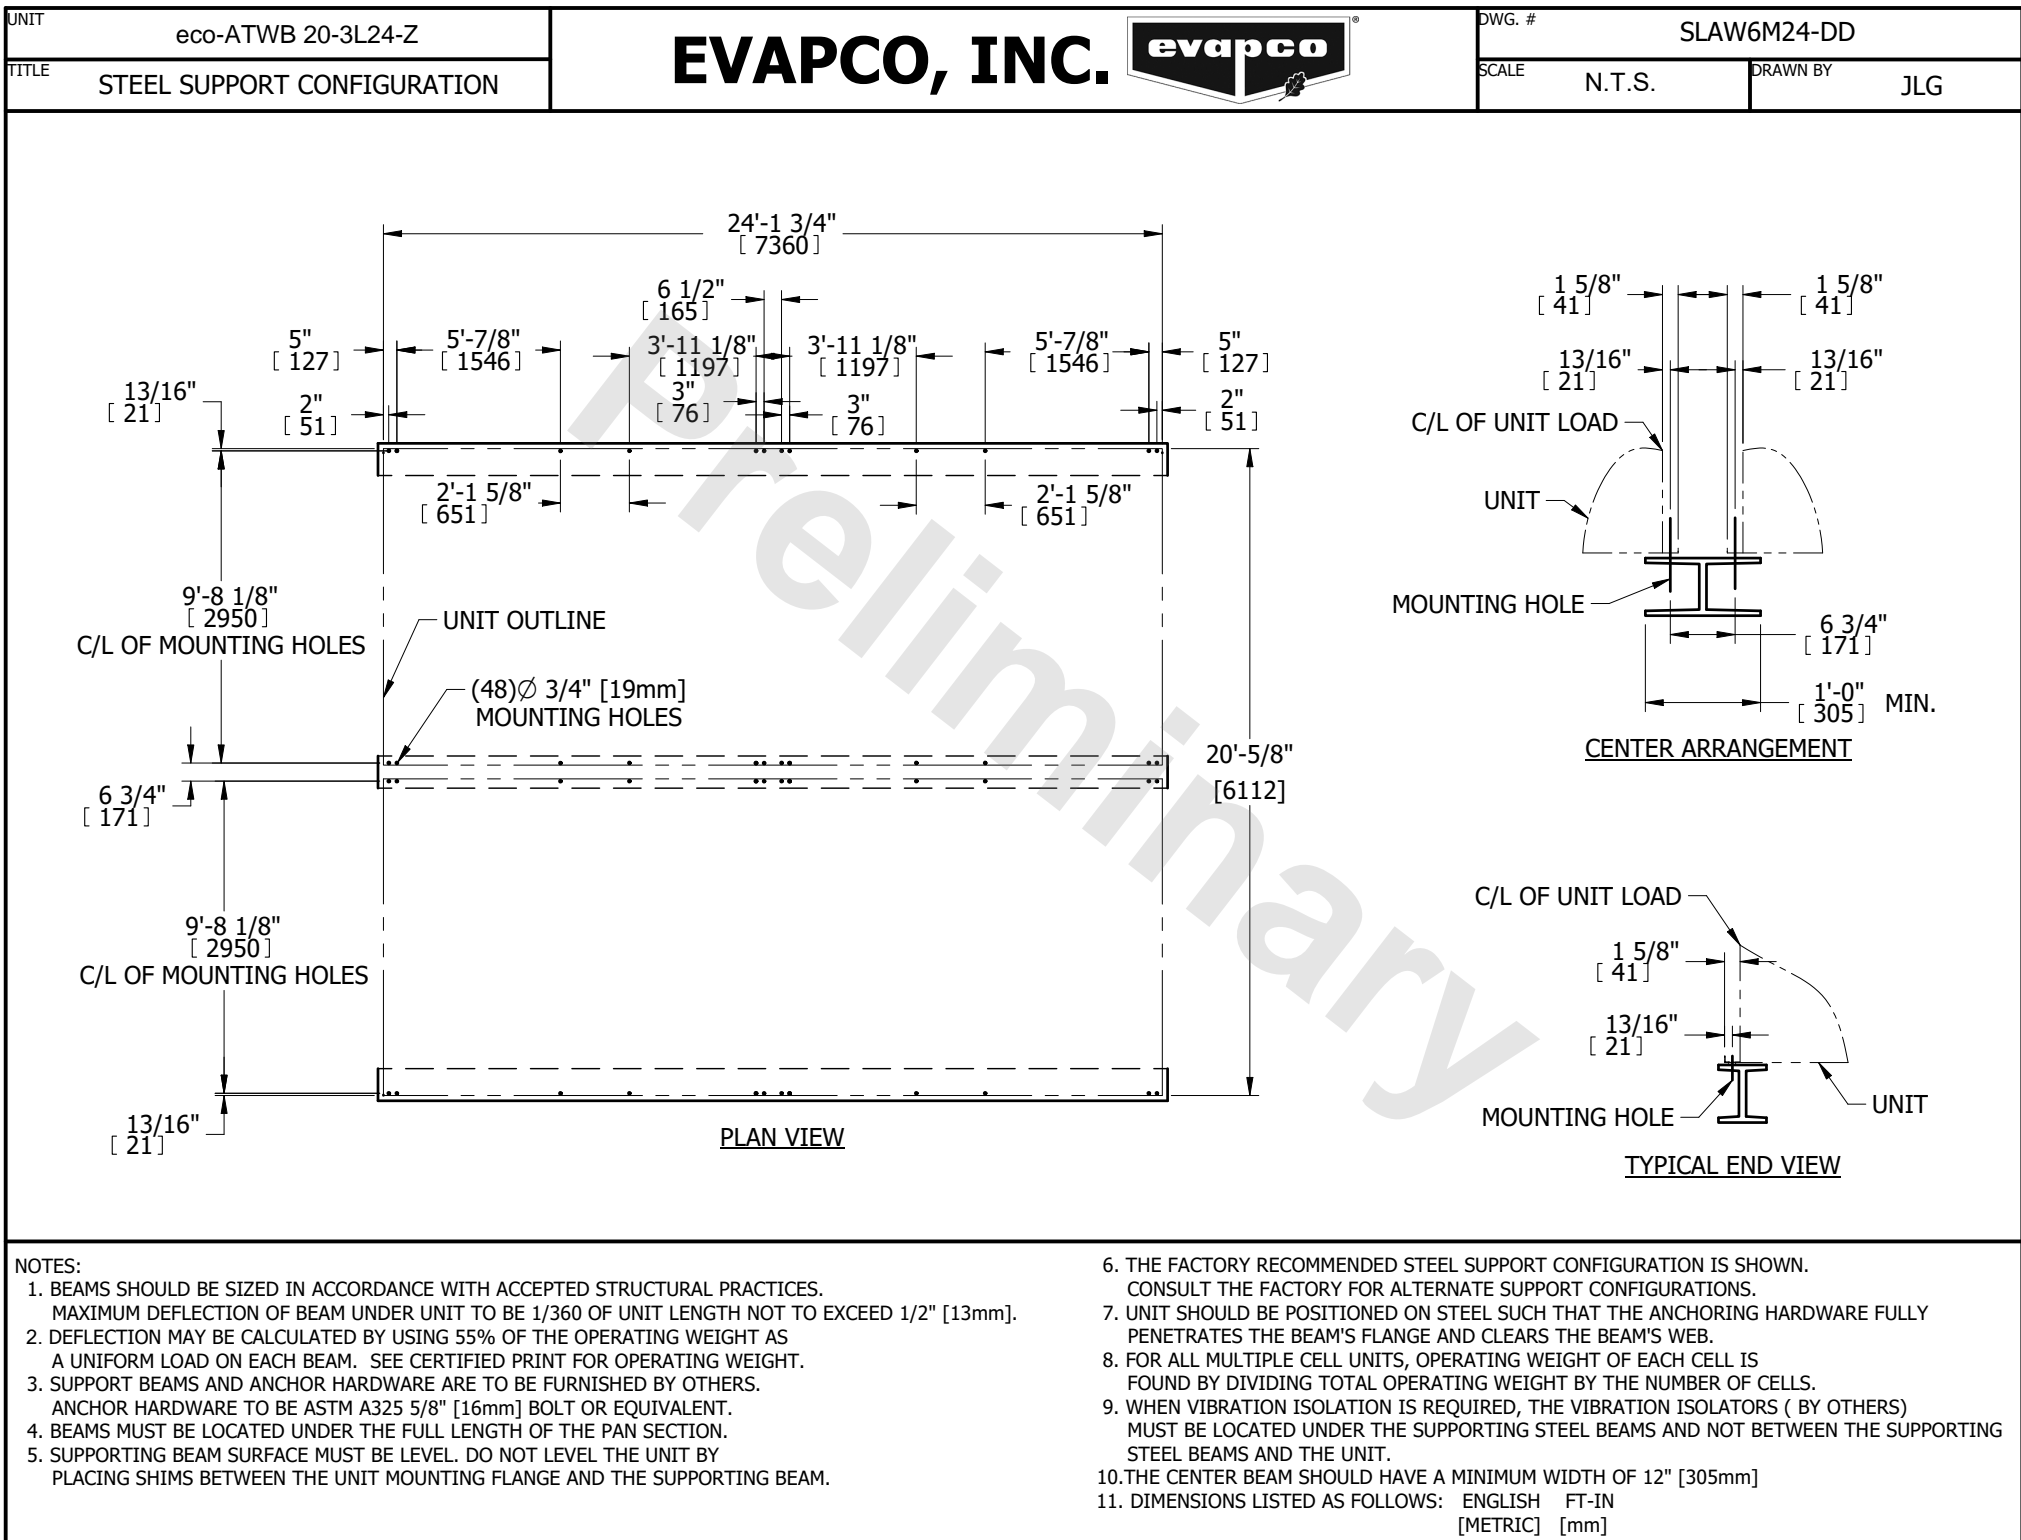 UNIT
eco-ATWB 20-3L24-Z
TITLE
STEEL SUPPORT CONFIGURATION
EVAPCO, INC.
evapco
®
DWG. #
SLAW6M24-DD
SCALE
N.T.S.
DRAWN BY
JLG
24'-1 3/4"
[ 7360]
6 1/2"
[ 165]
5"
[ 127]
5'-7/8"
[ 1546]
3'-11 1/8"
[ 1197]
3'-11 1/8"
[ 1197]
5'-7/8"
[ 1546]
5"
[ 127]
13/16"
[ 21]
2"
[ 51]
3"
[ 76]
3"
[ 76]
2"
[ 51]
2'-1 5/8"
[ 651]
2'-1 5/8"
[ 651]
9'-8 1/8"
[ 2950]
C/L OF MOUNTING HOLES
UNIT OUTLINE
(48)Ø 3/4" [19mm]
MOUNTING HOLES
6 3/4"
[ 171]
20'-5/8"
[6112]
9'-8 1/8"
[ 2950]
C/L OF MOUNTING HOLES
13/16"
[ 21]
PLAN VIEW
Preliminary
1 5/8"
[ 41]
1 5/8"
[ 41]
13/16"
[ 21]
13/16"
[ 21]
C/L OF UNIT LOAD
UNIT
MOUNTING HOLE
6 3/4"
[ 171]
1'-0"
[ 305]
MIN.
CENTER ARRANGEMENT
C/L OF UNIT LOAD
1 5/8"
[ 41]
13/16"
[ 21]
MOUNTING HOLE
UNIT
TYPICAL END VIEW
NOTES:
1. BEAMS SHOULD BE SIZED IN ACCORDANCE WITH ACCEPTED STRUCTURAL PRACTICES.
MAXIMUM DEFLECTION OF BEAM UNDER UNIT TO BE 1/360 OF UNIT LENGTH NOT TO EXCEED 1/2" [13mm].
2. DEFLECTION MAY BE CALCULATED BY USING 55% OF THE OPERATING WEIGHT AS
A UNIFORM LOAD ON EACH BEAM. SEE CERTIFIED PRINT FOR OPERATING WEIGHT.
3. SUPPORT BEAMS AND ANCHOR HARDWARE ARE TO BE FURNISHED BY OTHERS.
ANCHOR HARDWARE TO BE ASTM A325 5/8" [16mm] BOLT OR EQUIVALENT.
4. BEAMS MUST BE LOCATED UNDER THE FULL LENGTH OF THE PAN SECTION.
5. SUPPORTING BEAM SURFACE MUST BE LEVEL. DO NOT LEVEL THE UNIT BY
PLACING SHIMS BETWEEN THE UNIT MOUNTING FLANGE AND THE SUPPORTING BEAM.
6. THE FACTORY RECOMMENDED STEEL SUPPORT CONFIGURATION IS SHOWN.
CONSULT THE FACTORY FOR ALTERNATE SUPPORT CONFIGURATIONS.
7. UNIT SHOULD BE POSITIONED ON STEEL SUCH THAT THE ANCHORING HARDWARE FULLY
PENETRATES THE BEAM'S FLANGE AND CLEARS THE BEAM'S WEB.
8. FOR ALL MULTIPLE CELL UNITS, OPERATING WEIGHT OF EACH CELL IS
FOUND BY DIVIDING TOTAL OPERATING WEIGHT BY THE NUMBER OF CELLS.
9. WHEN VIBRATION ISOLATION IS REQUIRED, THE VIBRATION ISOLATORS ( BY OTHERS)
MUST BE LOCATED UNDER THE SUPPORTING STEEL BEAMS AND NOT BETWEEN THE SUPPORTING
STEEL BEAMS AND THE UNIT.
10.THE CENTER BEAM SHOULD HAVE A MINIMUM WIDTH OF 12" [305mm]
11. DIMENSIONS LISTED AS FOLLOWS: ENGLISH FT-IN
[METRIC] [mm]